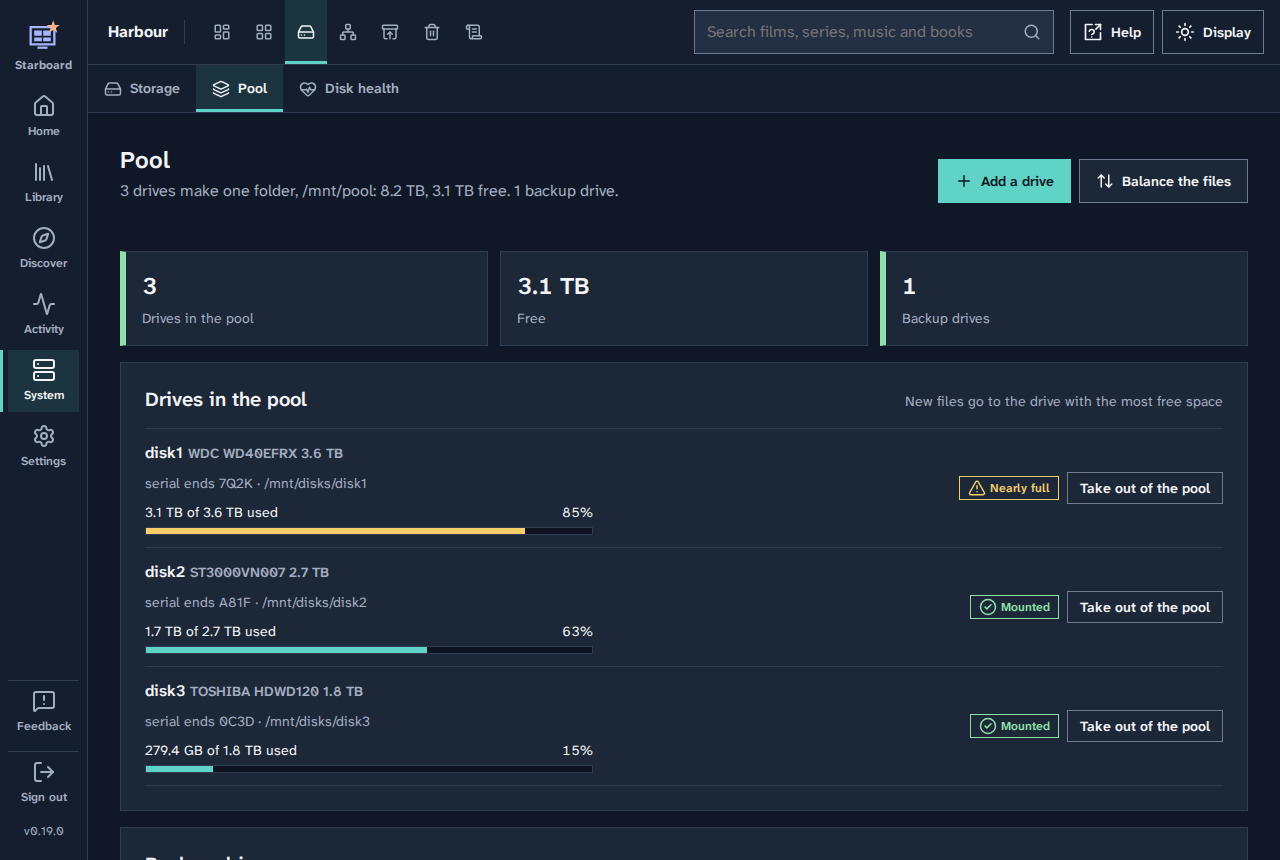 Starboard
Home
Library
Discover
Activity
System
Settings
Feedback
Sign out
v0.19.0
Harbour
Search films, series, music and books
Help
Display
Storage
Pool
Disk health
Pool
3 drives make one folder, /mnt/pool: 8.2 TB, 3.1 TB free. 1 backup drive.
Add a drive
Balance the files
3
Drives in the pool
3.1 TB
Free
1
Backup drives
Drives in the pool
New files go to the drive with the most free space
disk1 WDC WD40EFRX 3.6 TB
serial ends 7Q2K · /mnt/disks/disk1
3.1 TB of 3.6 TB used 85%
Nearly full
Take out of the pool
disk2 ST3000VN007 2.7 TB
serial ends A81F · /mnt/disks/disk2
1.7 TB of 2.7 TB used 63%
Mounted
Take out of the pool
disk3 TOSHIBA HDWD120 1.8 TB
serial ends 0C3D · /mnt/disks/disk3
279.4 GB of 1.8 TB used 15%
Mounted
Take out of the pool